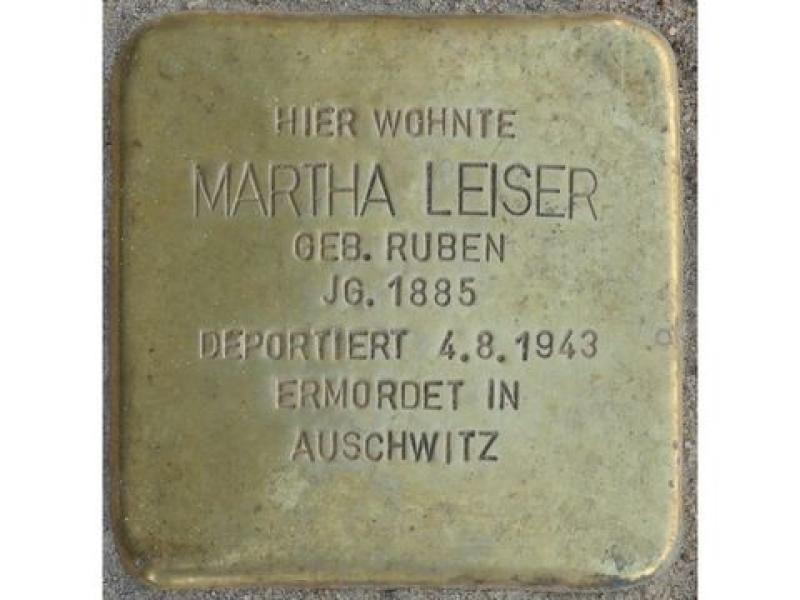 HIER WOHNTE
MARTHA LEISER
GEB. RUBEN
JG. 1885
DEPORTIERT 4.8.1943
ERMORDET IN
AUSCHWITZ